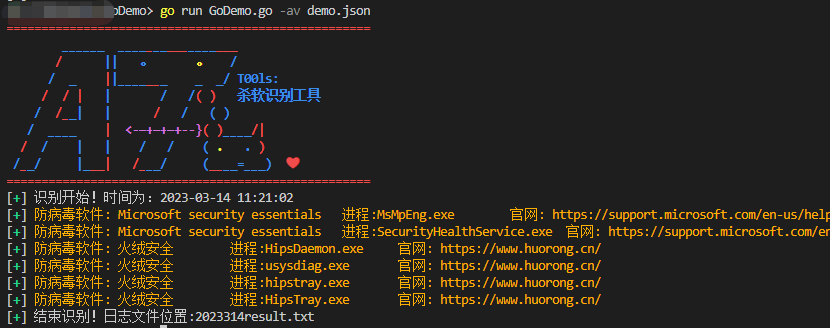 oDemo> go run GoDemo.go -av demo.json
T00ls:
杀软识别工具
[+] 识别开始! 时间为: 2023-03-14 11:21:02
[+] 防病毒软件: Microsoft security essentials 进程:MsMpEng.exe 官网: https://support.microsoft.com/en-us/help
[+] 防病毒软件: Microsoft security essentials 进程:SecurityHealthService.exe 官网: https://support.microsoft.com/en
[+] 防病毒软件: 火绒安全 进程:HipsDaemon.exe 官网: https://www.huorong.cn/
[+] 防病毒软件: 火绒安全 进程:usysdiag.exe 官网: https://www.huorong.cn/
[+] 防病毒软件: 火绒安全 进程:hipstray.exe 官网: https://www.huorong.cn/
[+] 防病毒软件: 火绒安全 进程:HipsTray.exe 官网: https://www.huorong.cn/
[+] 结束识别! 日志文件位置:2023314result.txt